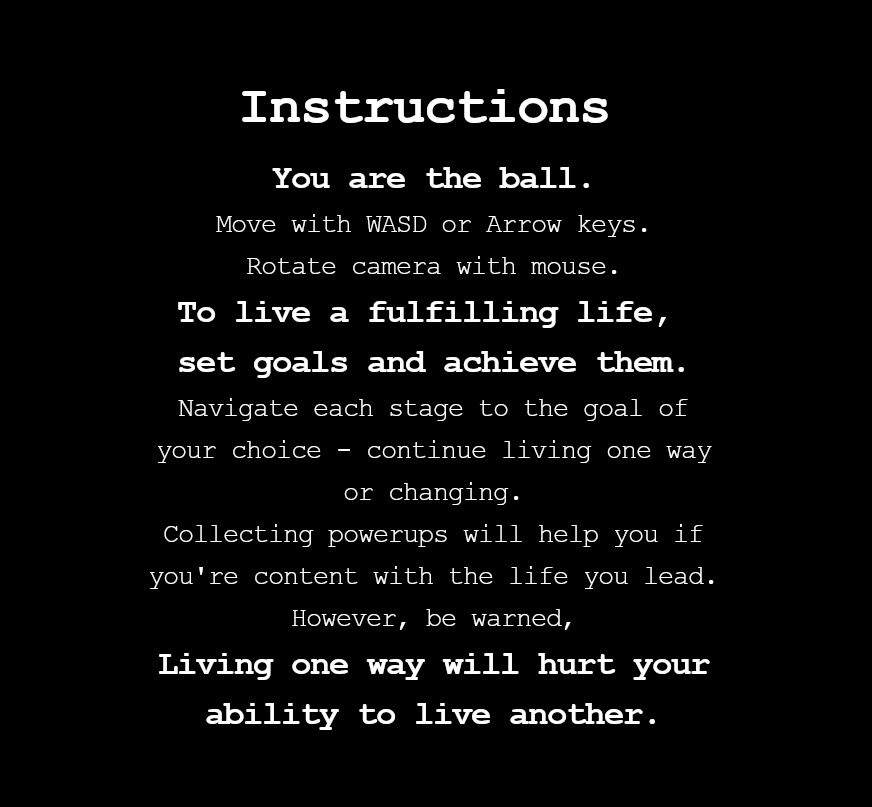 Instructions
You are the ball.
Move with WASD or Arrow keys.
Rotate camera with mouse.
To live a fulfilling life,
set goals and achieve them.
Navigate each stage to the goal of
your choice - continue living one way
or changing.
Collecting powerups will help you if
you're content with the life you lead.
However, be warned,
Living one way will hurt your
ability to live another.